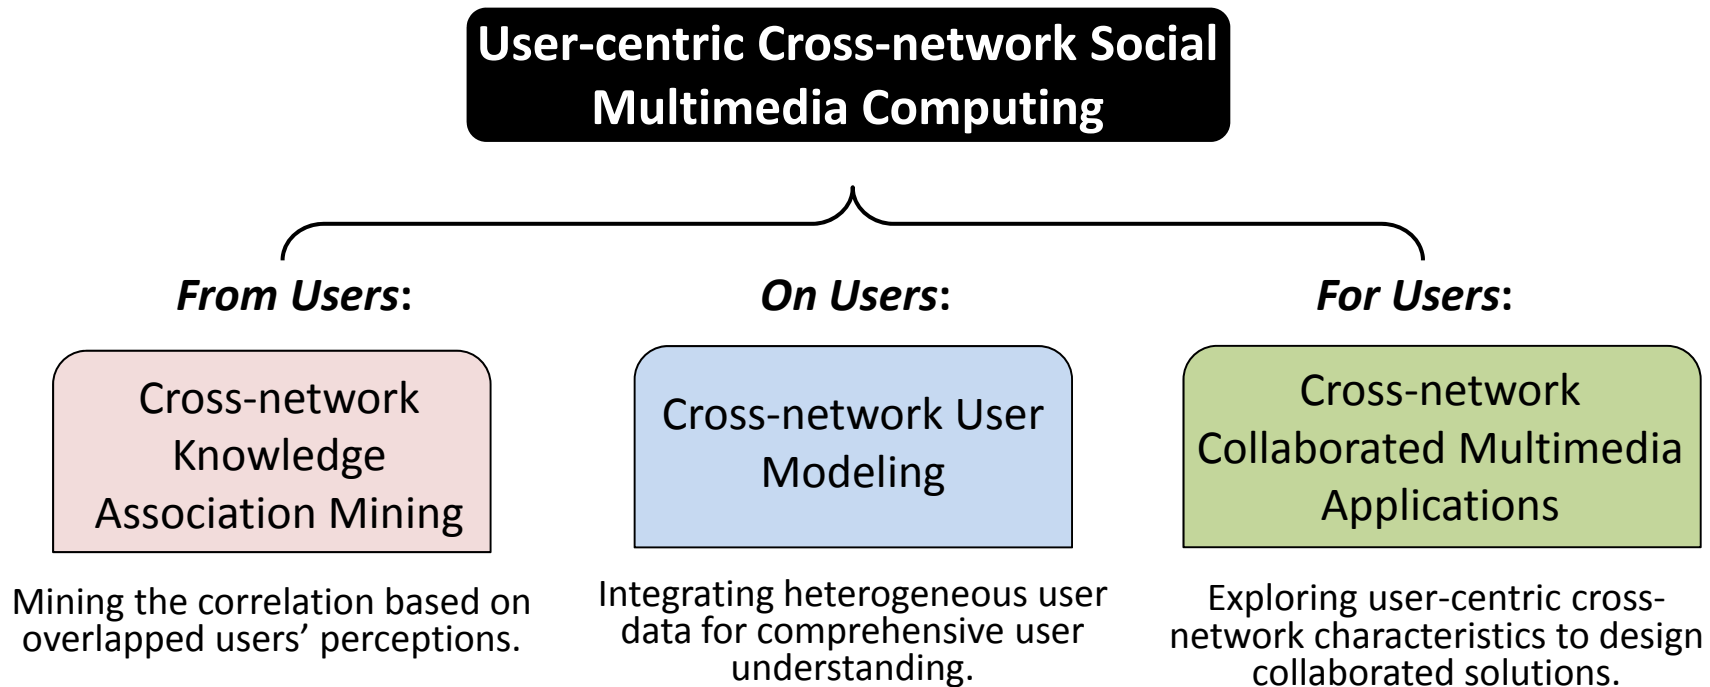 User-centric Cross-network Social
Multimedia Computing
From Users:
On Users:
For Users:
Cross-network
Knowledge
Association Mining
Cross-network User
Modeling
Cross-network
Collaborated Multimedia
Applications
Mining the correlation based on
overlapped users’ perceptions.
Integrating heterogeneous user
data for comprehensive user
understanding.
Exploring user-centric cross-
network characteristics to design
collaborated solutions.